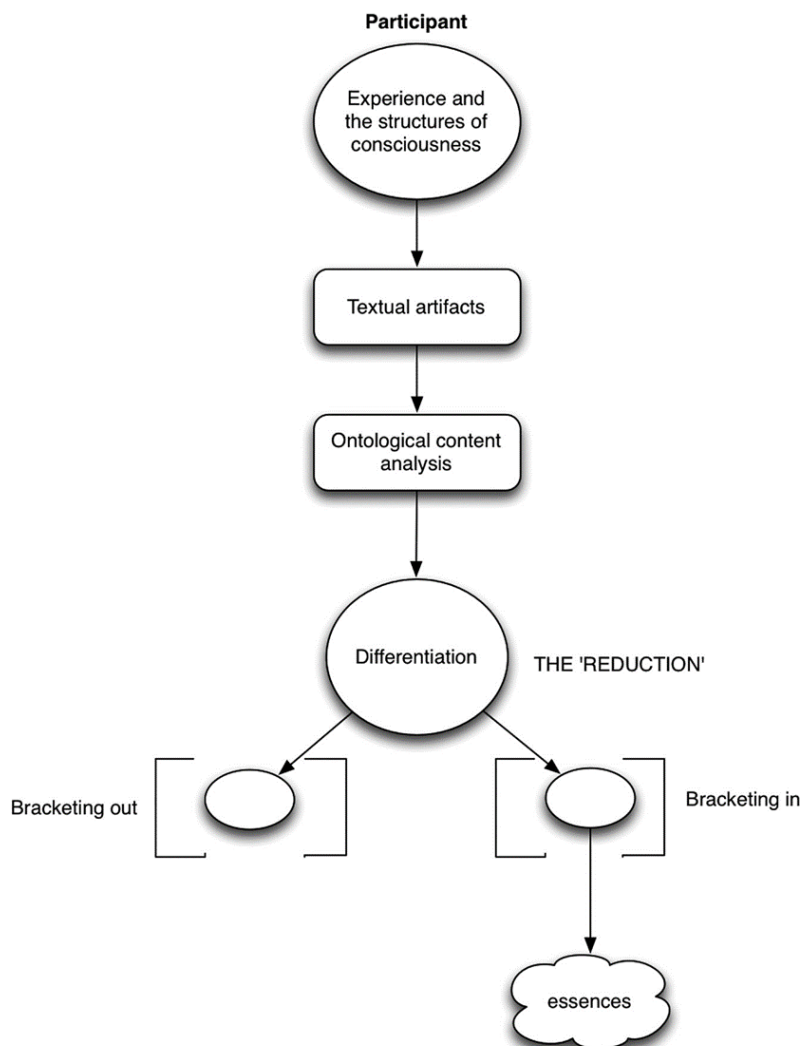 Participant
Experience and
the structures of
consciousness
Textual artifacts
Ontological content
analysis
Differentiation
THE 'REDUCTION'
Bracketing out
Bracketing in
essences